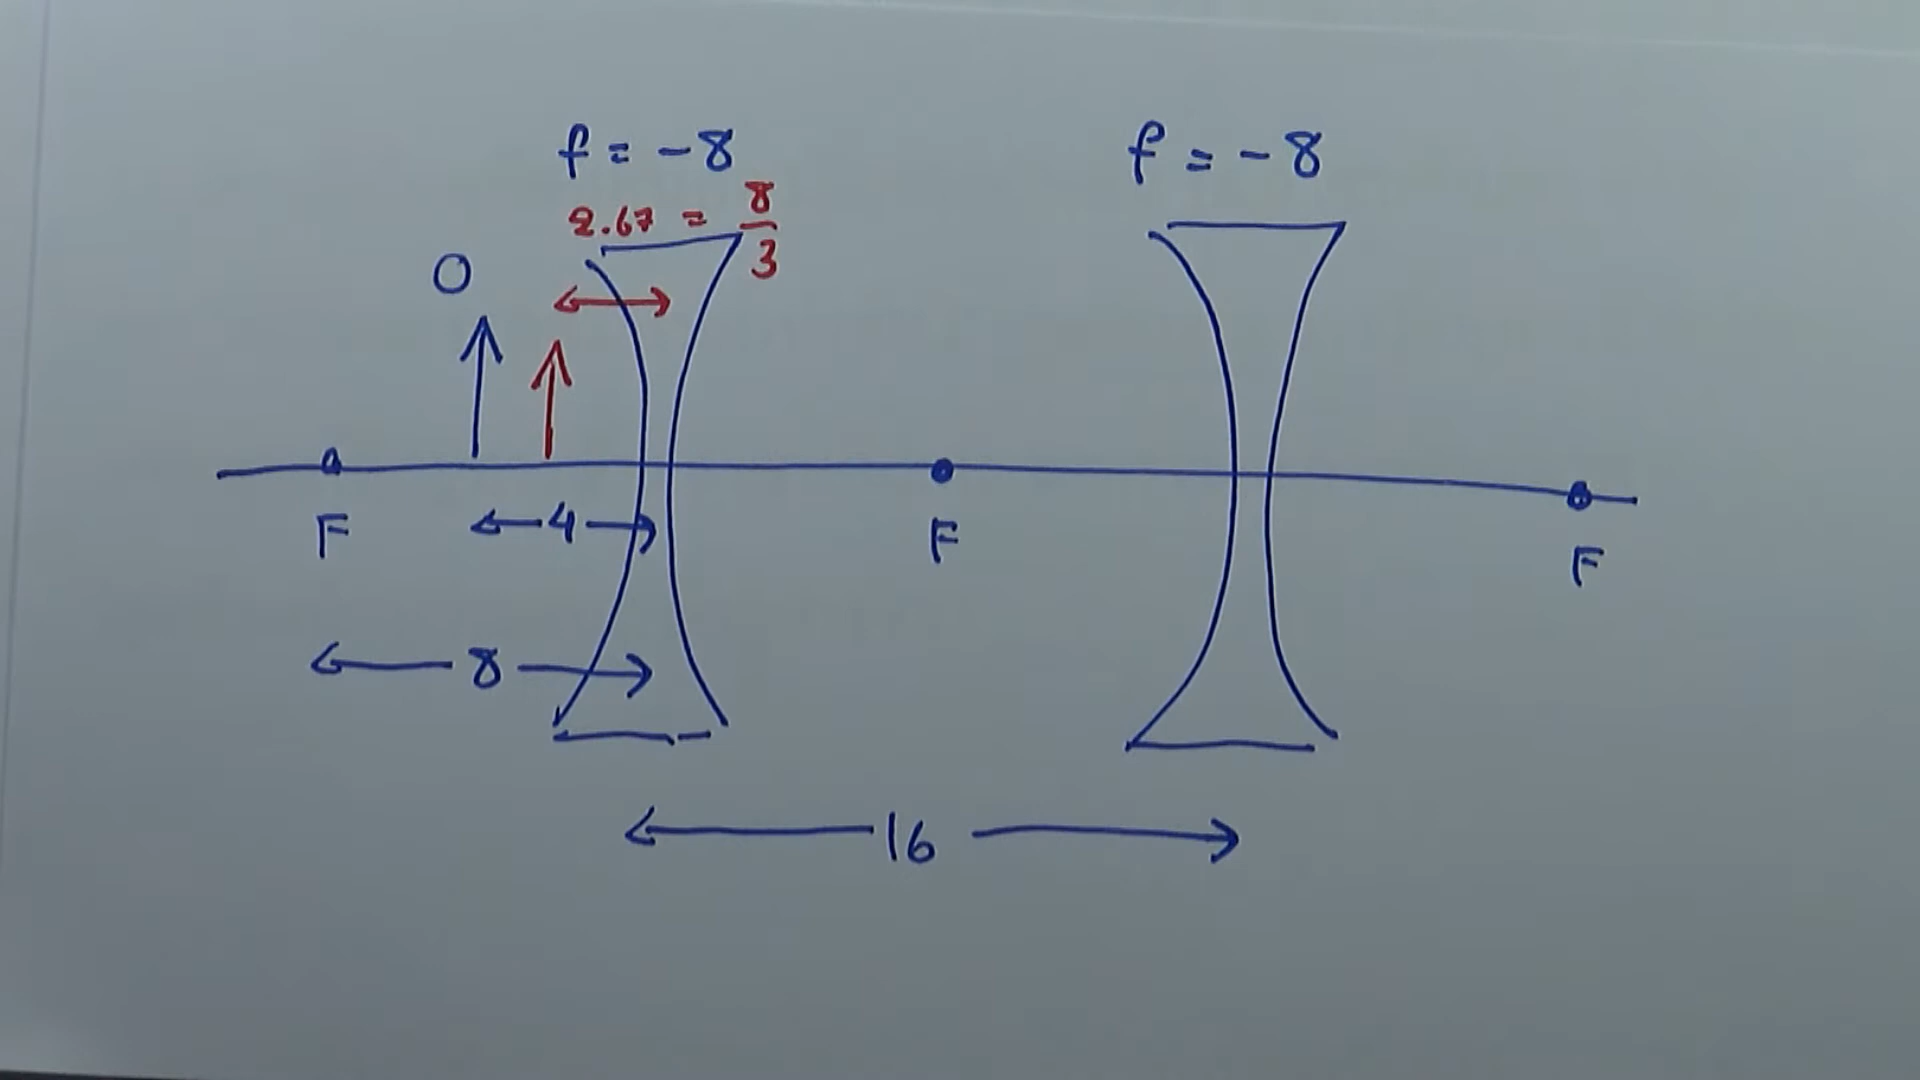 f = -8
f = -8
2.67 = 8/3
O
F
4
F
F
8
16